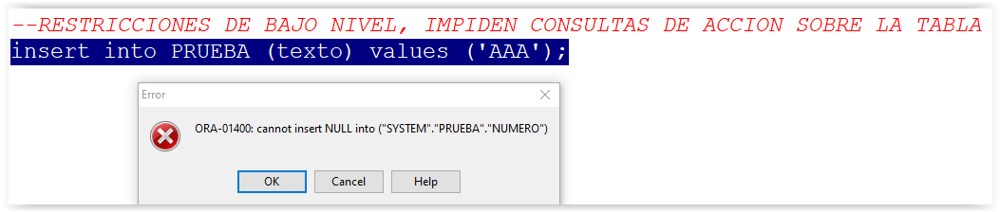 --RESTRICCIONES DE BAJO NIVEL, IMPIDEN CONSULTAS DE ACCION SOBRE LA TABLA
insert into PRUEBA (texto) values ('AAA');
Error
ORA-01400: cannot insert NULL into ("SYSTEM"."PRUEBA"."NUMERO")
OK Cancel Help